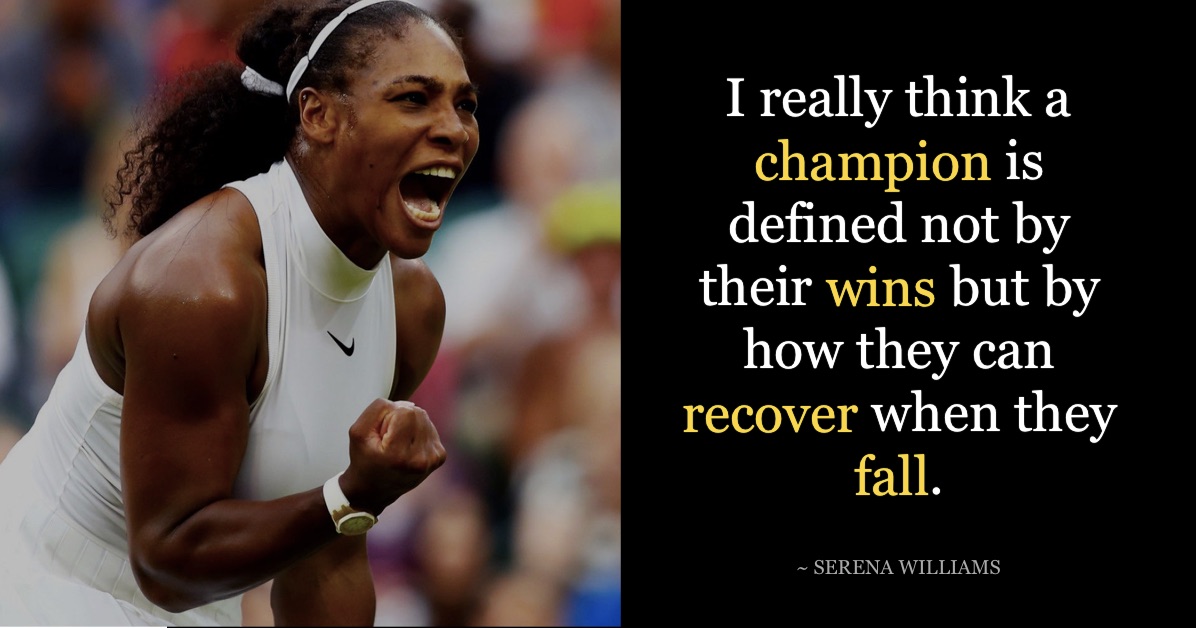 I really think a
champion is
defined not by
their wins but by
how they can
recover when they
fall.
~ SERENA WILLIAMS